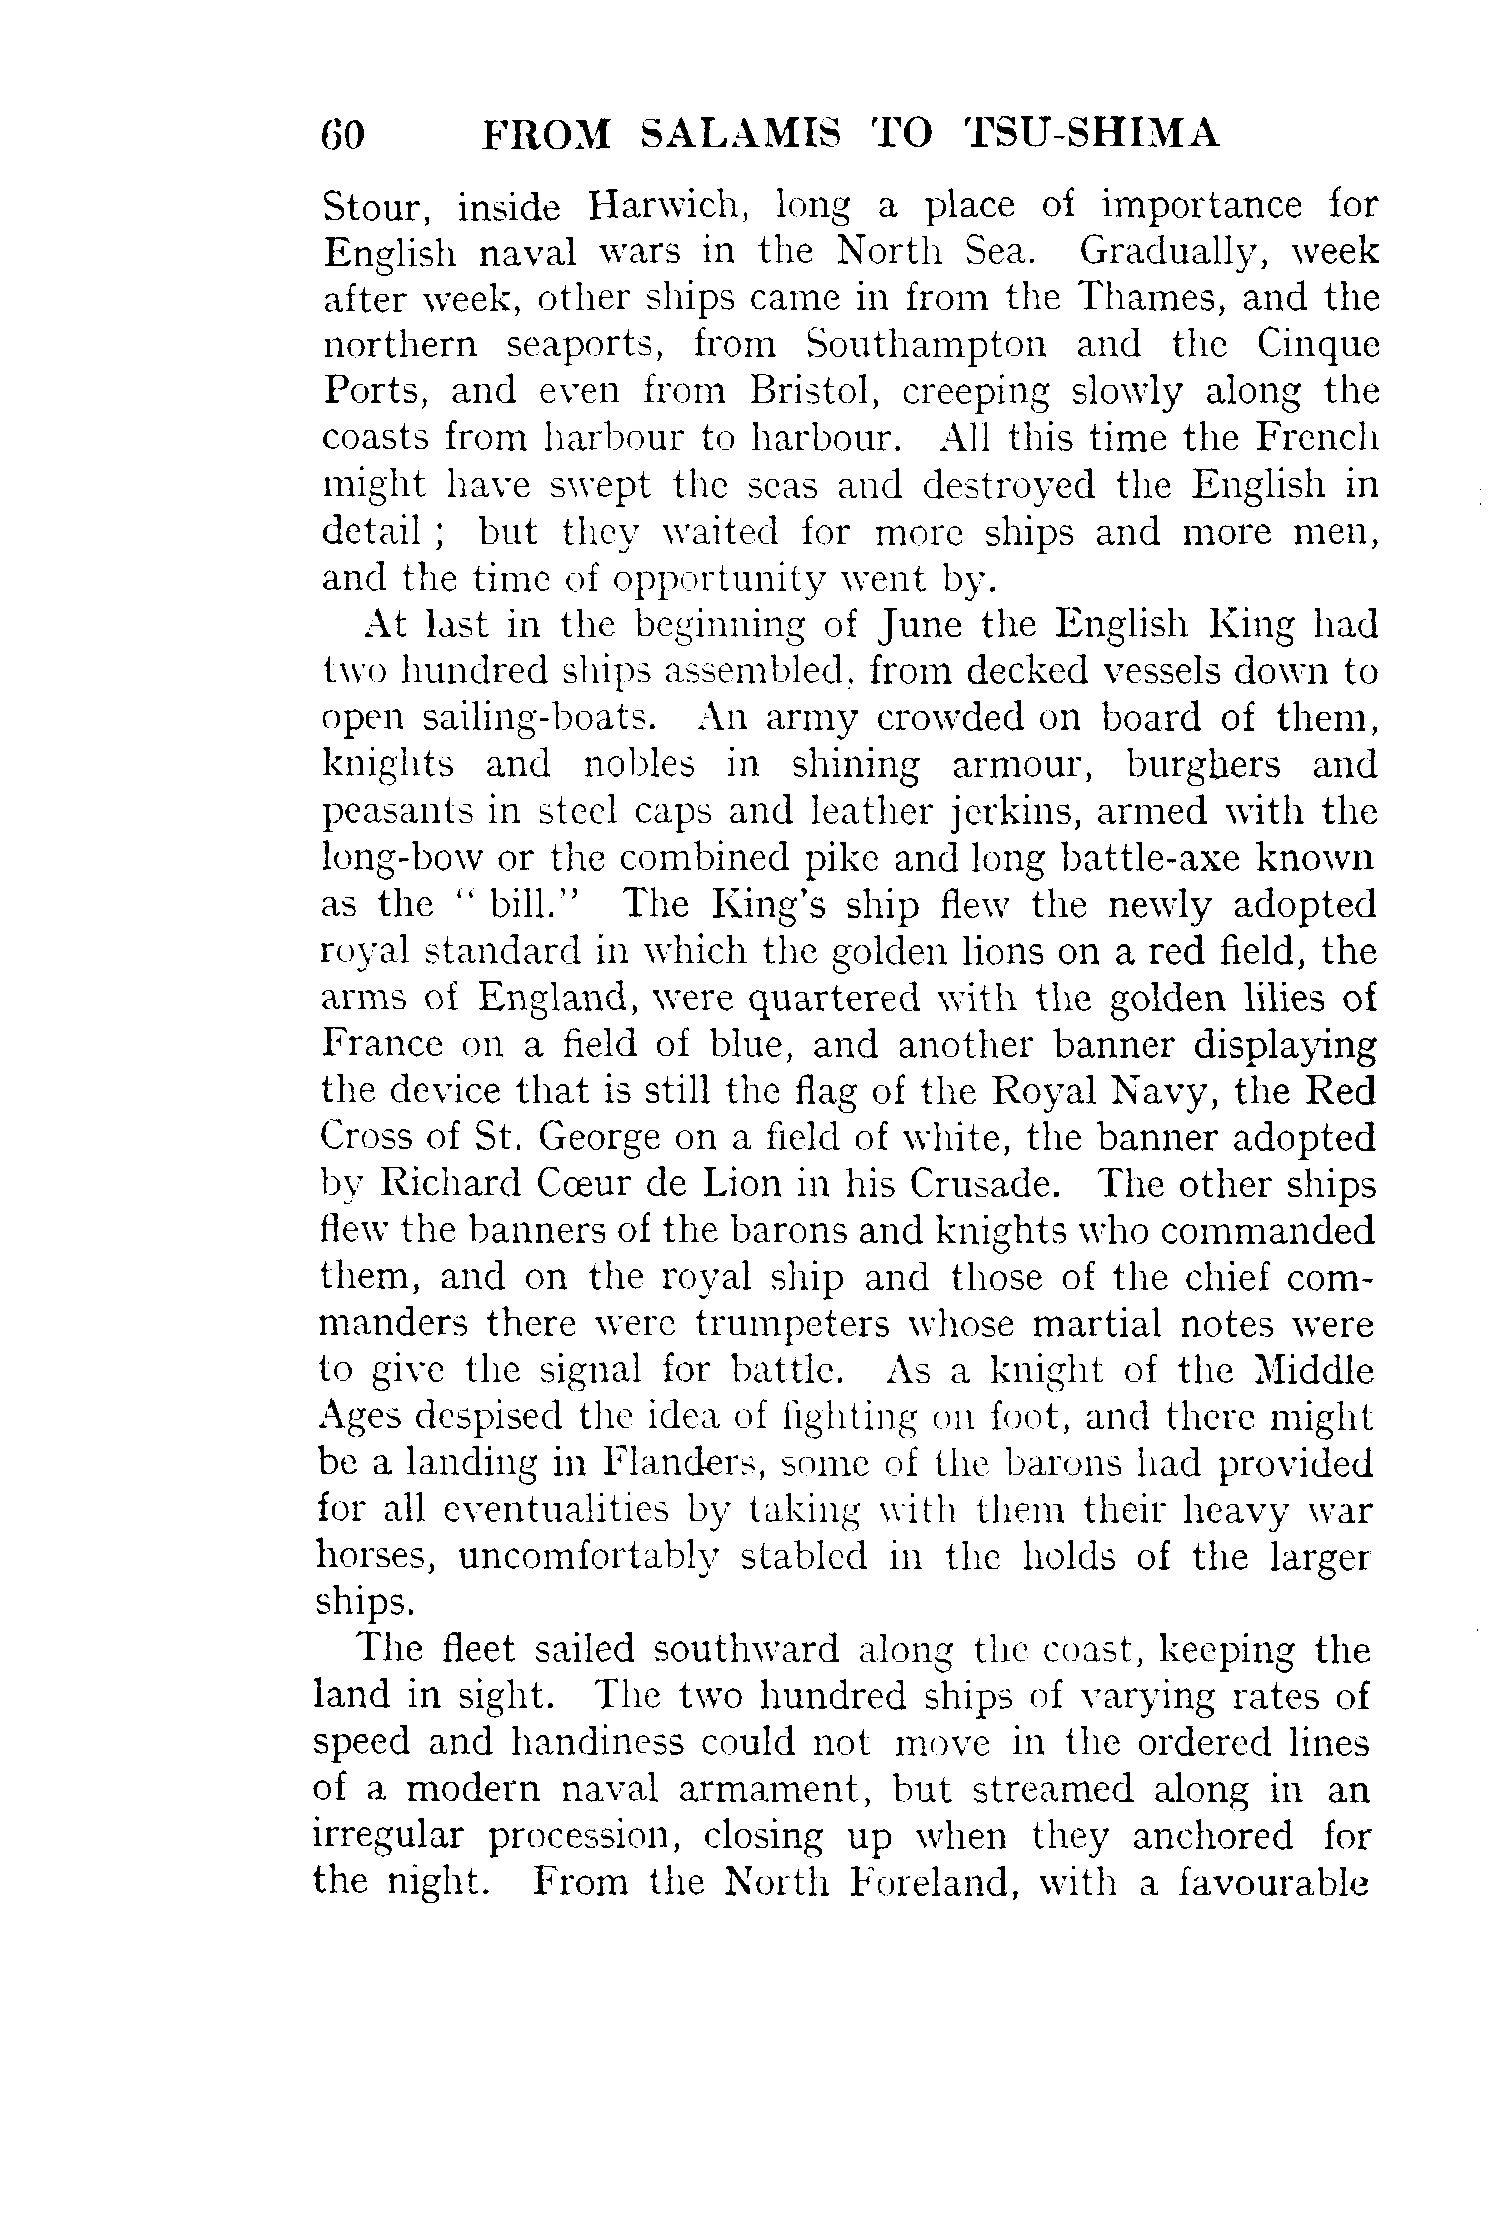 60 FROM SALAMIS TO TSU-SHIMA
Stour, inside Harwich, long a place of importance for
English naval wars in the North Sea. Gradually, week
after week, other ships came in from the Thames, and the
northern seaports, from Southampton and the Cinque
Ports, and even from Bristol, creeping slowly along the
coasts from harbour to harbour. All this time the French
might have swept the seas and destroyed the English in
detail ; but they waited for more ships and more men,
and the time of opportunity went by.
At last in the beginning of June the English King had
two hundred ships assembled, from decked vessels down to
open sailing-boats. An army crowded on board of them,
knights and nobles in shining armour, burghers and
peasants in steel caps and leather jerkins, armed with the
long-bow or the combined pike and long battle-axe known
as the “ bill.” The King's ship flew the newly adopted
royal standard in which the golden lions on a red field, the
arms of England, were quartered with the golden lilies of
France on a field of blue, and another banner displaying
the device that is still the flag of the Royal Navy, the Red
Cross of St. George on a field of white, the banner adopted
by Richard Cœur de Lion in his Crusade. The other ships
flew the banners of the barons and knights who commanded
them, and on the royal ship and those of the chief com-
manders there were trumpeters whose martial notes were
to give the signal for battle. As a knight of the Middle
Ages despised the idea of fighting on foot, and there might
be a landing in Flanders, some of the barons had provided
for all eventualities by taking with them their heavy war
horses, uncomfortably stabled in the holds of the larger
ships.
The fleet sailed southward along the coast, keeping the
land in sight. The two hundred ships of varying rates of
speed and handiness could not move in the ordered lines
of a modern naval armament, but streamed along in an
irregular procession, closing up when they anchored for
the night. From the North Foreland, with a favourable